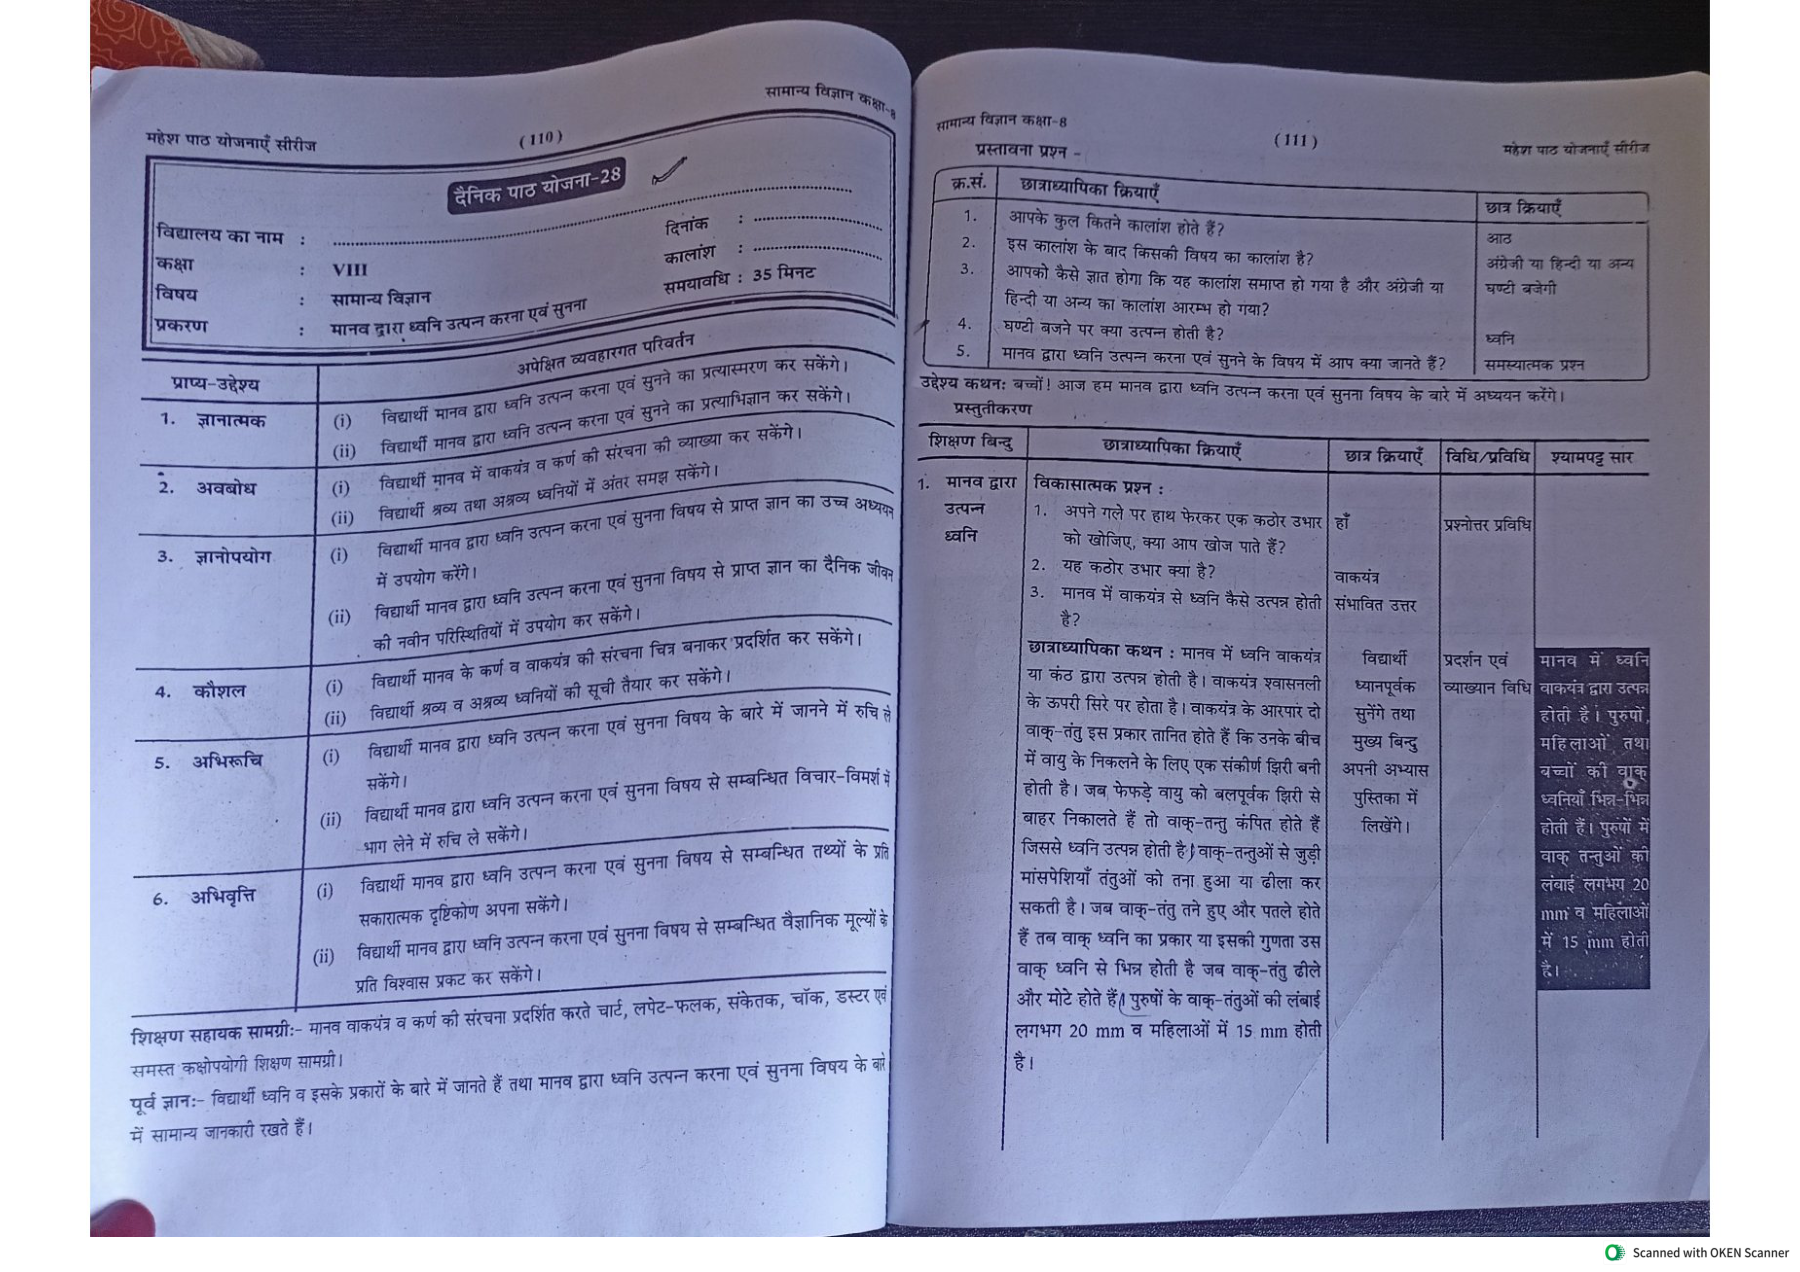 सामान्य विज्ञान कक्षा-8
महेश पाठ योजनाएँ सीरीज
(110)
दैनिक पाठ योजना-28
विद्यालय का नाम :
दिनांक :
कक्षा : VIII
कालांश :
विषय : सामान्य विज्ञान
समयावधि : 35 मिनट
प्रकरण : मानव द्वारा ध्वनि उत्पन्न करना एवं सुनना
प्राप्य-उद्देश्य
अपेक्षित व्यवहारगत परिवर्तन
1. ज्ञानात्मक
(i) विद्यार्थी मानव द्वारा ध्वनि उत्पन्न करना एवं सुनने का प्रत्यास्मरण कर सकेंगे।
(ii) विद्यार्थी मानव द्वारा ध्वनि उत्पन्न करना एवं सुनने का प्रत्याभिज्ञान कर सकेंगे।
2. अवबोध
(i) विद्यार्थी मानव में वाकयंत्र व कर्ण की संरचना की व्याख्या कर सकेंगे।
(ii) विद्यार्थी श्रव्य तथा अश्रव्य ध्वनियों में अंतर समझ सकेंगे।
3. ज्ञानोपयोग
(i) विद्यार्थी मानव द्वारा ध्वनि उत्पन्न करना एवं सुनना विषय से प्राप्त ज्ञान का उच्च अध्ययन
में उपयोग करेंगे।
(ii) विद्यार्थी मानव द्वारा ध्वनि उत्पन्न करना एवं सुनना विषय से प्राप्त ज्ञान का दैनिक जीवन
की नवीन परिस्थितियों में उपयोग कर सकेंगे।
4. कौशल
(i) विद्यार्थी मानव के कर्ण व वाकयंत्र की संरचना चित्र बनाकर प्रदर्शित कर सकेंगे।
(ii) विद्यार्थी श्रव्य व अश्रव्य ध्वनियों की सूची तैयार कर सकेंगे।
5. अभिरूचि
(i) विद्यार्थी मानव द्वारा ध्वनि उत्पन्न करना एवं सुनना विषय के बारे में जानने में रुचि ले
सकेंगे।
(ii) विद्यार्थी मानव द्वारा ध्वनि उत्पन्न करना एवं सुनना विषय से सम्बन्धित विचार-विमर्श में
भाग लेने में रुचि ले सकेंगे।
6. अभिवृत्ति
(i) विद्यार्थी मानव द्वारा ध्वनि उत्पन्न करना एवं सुनना विषय से सम्बन्धित तथ्यों के प्रति
सकारात्मक दृष्टिकोण अपना सकेंगे।
(ii) विद्यार्थी मानव द्वारा ध्वनि उत्पन्न करना एवं सुनना विषय से सम्बन्धित वैज्ञानिक मूल्यों के
प्रति विश्वास प्रकट कर सकेंगे।
शिक्षण सहायक सामग्री:- मानव वाकयंत्र व कर्ण की संरचना प्रदर्शित करते चार्ट, लपेट-फलक, संकेतक, चॉक, डस्टर एवं
समस्त कक्षोपयोगी शिक्षण सामग्री।
पूर्व ज्ञान:- विद्यार्थी ध्वनि व इसके प्रकारों के बारे में जानते हैं तथा मानव द्वारा ध्वनि उत्पन्न करना एवं सुनना विषय के बारे
में सामान्य जानकारी रखते हैं।
सामान्य विज्ञान कक्षा-8
(111)
महेश पाठ योजनाएँ सीरीज
प्रस्तावना प्रश्न -
क्र.सं. छात्राध्यापिका क्रियाएँ छात्र क्रियाएँ
1. आपके कुल कितने कालांश होते हैं? आठ
2. इस कालांश के बाद किसकी विषय का कालांश है? अंग्रेजी या हिन्दी या अन्य
3. आपको कैसे ज्ञात होगा कि यह कालांश समाप्त हो गया है और अंग्रेजी या घण्टी बजेगी
हिन्दी या अन्य का कालांश आरम्भ हो गया?
4. घण्टी बजने पर क्या उत्पन्न होती है? ध्वनि
5. मानव द्वारा ध्वनि उत्पन्न करना एवं सुनने के विषय में आप क्या जानते हैं? समस्यात्मक प्रश्न
उद्देश्य कथन: बच्चों! आज हम मानव द्वारा ध्वनि उत्पन्न करना एवं सुनना विषय के बारे में अध्ययन करेंगे।
प्रस्तुतीकरण
शिक्षण बिन्दु छात्राध्यापिका क्रियाएँ छात्र क्रियाएँ विधि/प्रविधि श्यामपट्ट सार
1. मानव द्वारा
उत्पन्न
ध्वनि
विकासात्मक प्रश्न :
1. अपने गले पर हाथ फेरकर एक कठोर उभार
को खोजिए, क्या आप खोज पाते हैं?
2. यह कठोर उभार क्या है?
3. मानव में वाकयंत्र से ध्वनि कैसे उत्पन्न होती
है?
छात्राध्यापिका कथन : मानव में ध्वनि वाकयंत्र
या कंठ द्वारा उत्पन्न होती है। वाकयंत्र श्वासनली
के ऊपरी सिरे पर होता है। वाकयंत्र के आरपार दो
वाक्-तंतु इस प्रकार तानित होते हैं कि उनके बीच
में वायु के निकलने के लिए एक संकीर्ण झिरी बनी
होती है। जब फेफड़े वायु को बलपूर्वक झिरी से
बाहर निकालते हैं तो वाक्-तन्तु कंपित होते हैं
जिससे ध्वनि उत्पन्न होती है। वाक्-तन्तुओं से जुड़ी
मांसपेशियाँ तंतुओं को तना हुआ या ढीला कर
सकती है। जब वाक्-तंतु तने हुए और पतले होते
हैं तब वाक् ध्वनि का प्रकार या इसकी गुणता उस
वाक् ध्वनि से भिन्न होती है जब वाक्-तंतु ढीले
और मोटे होते हैं। पुरुषों के वाक्-तंतुओं की लंबाई
लगभग 20 mm व महिलाओं में 15 mm होती
है।
हाँ
वाकयंत्र
संभावित उत्तर
विद्यार्थी
ध्यानपूर्वक
सुनेंगे तथा
मुख्य बिन्दु
अपनी अभ्यास
पुस्तिका में
लिखेंगे।
प्रश्नोत्तर प्रविधि
प्रदर्शन एवं
व्याख्यान विधि
मानव में ध्वनि
वाकयंत्र द्वारा उत्पन्न
होती है। पुरुषों,
महिलाओं तथा
बच्चों की वाक्
ध्वनियाँ भिन्न-भिन्न
होती हैं। पुरुषों में
वाक् तन्तुओं की
लंबाई लगभग 20
mm व महिलाओं
में 15 mm होती
है।
Scanned with OKEN Scanner